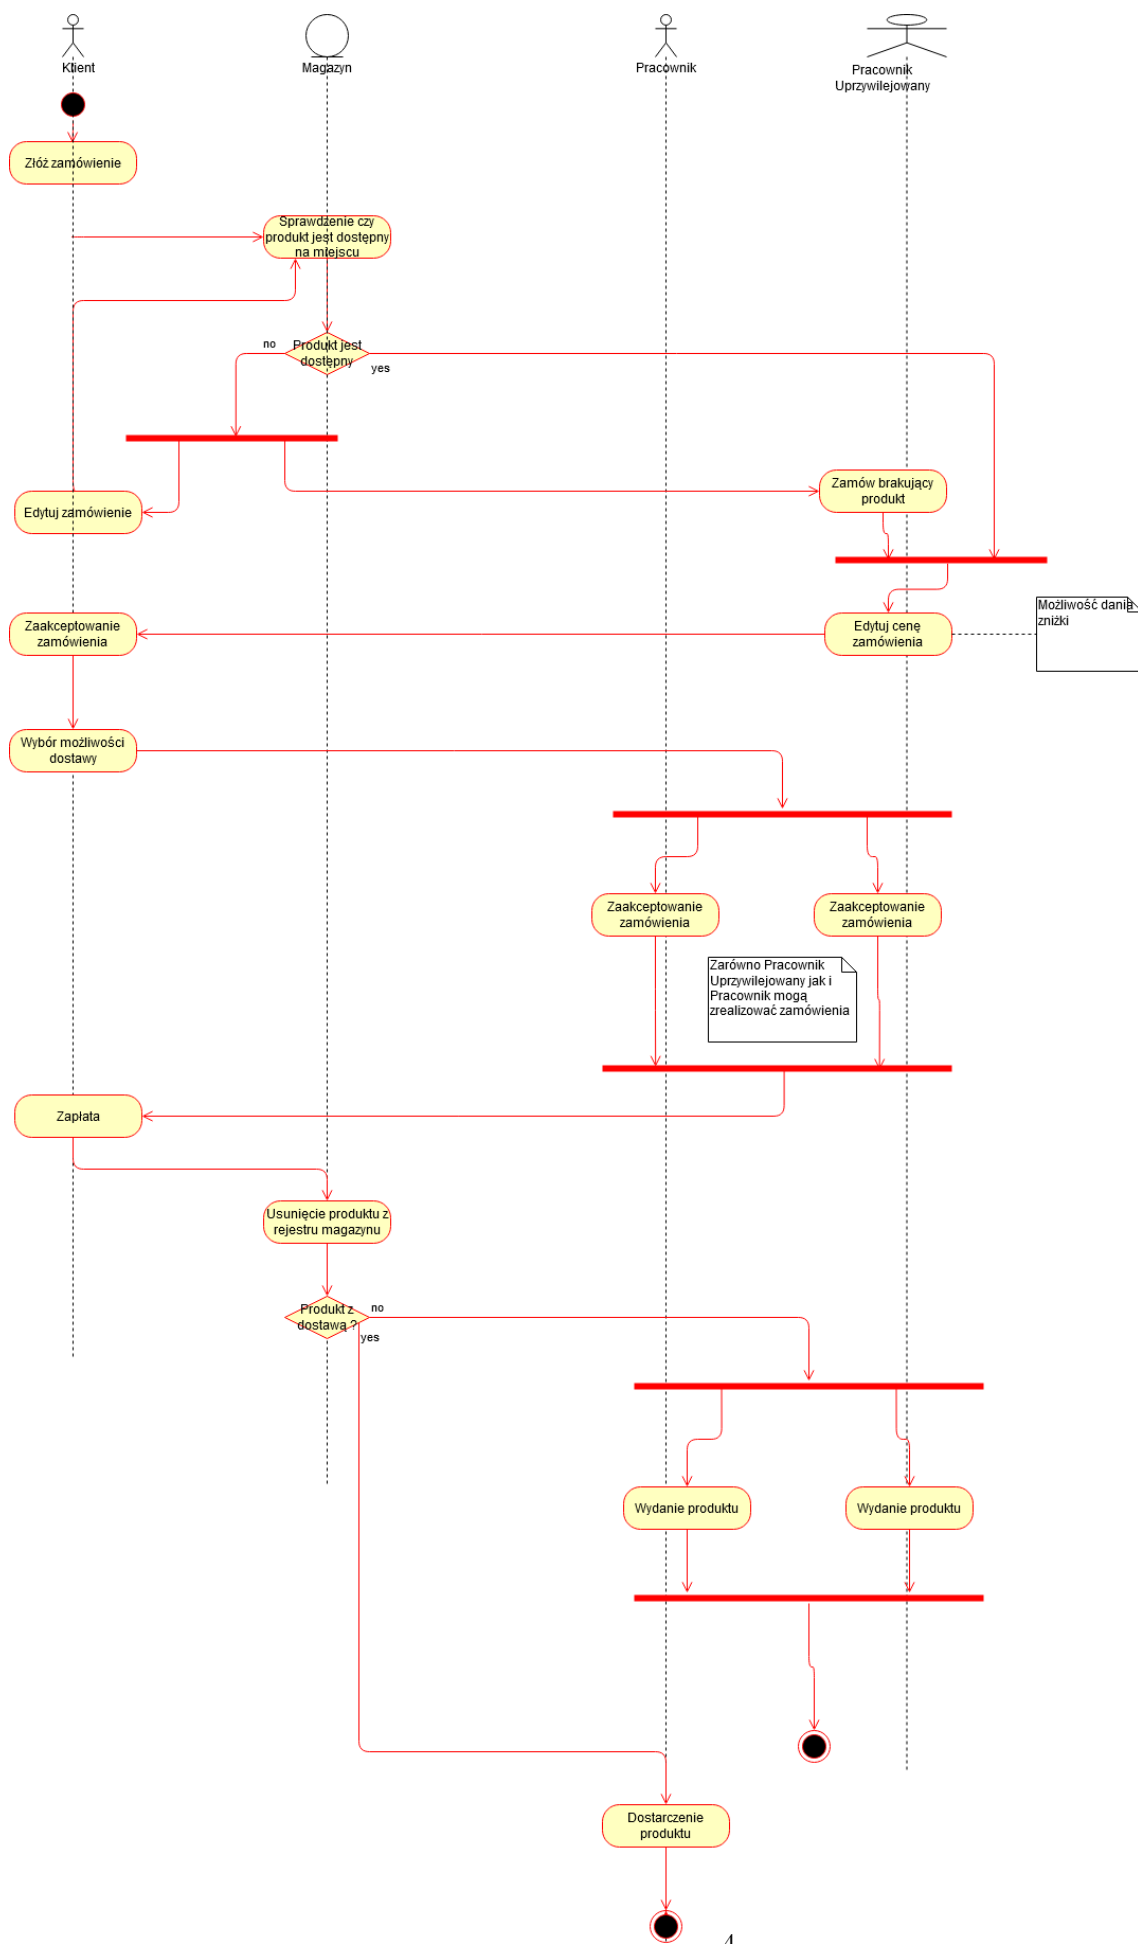 Klient
Magazyn
Pracownik
Pracownik
Uprzywilejowany
Złóż zamówienie
Sprawdzenie czy
produkt jest dostępny
na miejscu
no
Produkt jest
dostępny
yes
Zamów brakujący
produkt
Edytuj zamówienie
Możliwość dania
zniżki
Zaakceptowanie
zamówienia
Edytuj cenę
zamówienia
Wybór możliwości
dostawy
Zaakceptowanie
zamówienia
Zaakceptowanie
zamówienia
Zarówno Pracownik
Uprzywilejowany jak i
Pracownik mogą
zrealizować zamówienia
Zapłata
Usunięcie produktu z
rejestru magazynu
Produkt z
dostawą ?
no
yes
Wydanie produktu
Wydanie produktu
Dostarczenie
produktu
4